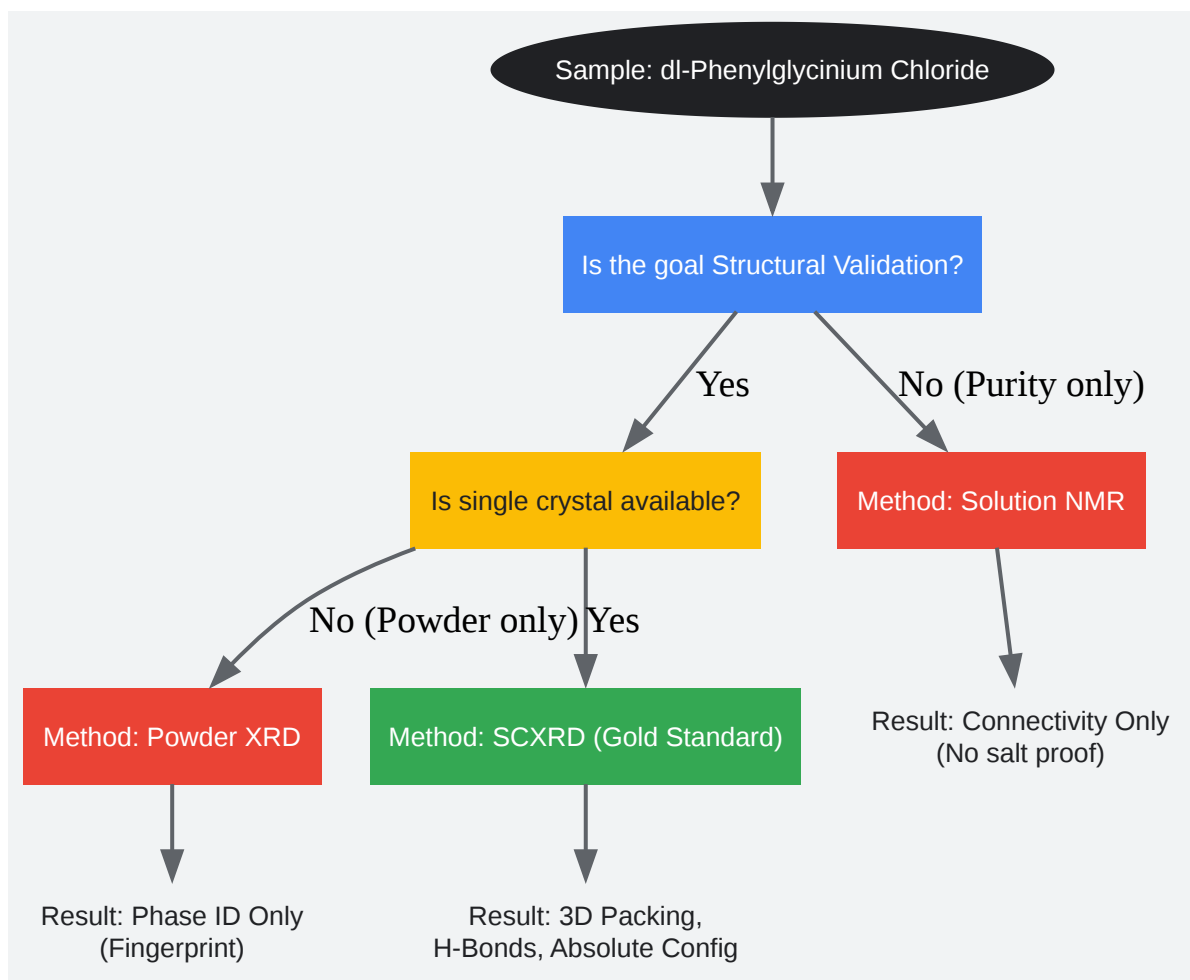 Sample: dl-Phenylglycinium Chloride
Is the goal Structural Validation?
Yes
No (Purity only)
Is single crystal available?
Method: Solution NMR
No (Powder only)
Yes
Method: Powder XRD
Method: SCXRD (Gold Standard)
Result: Connectivity Only
(No salt proof)
Result: Phase ID Only
(Fingerprint)
Result: 3D Packing,
H-Bonds, Absolute Config